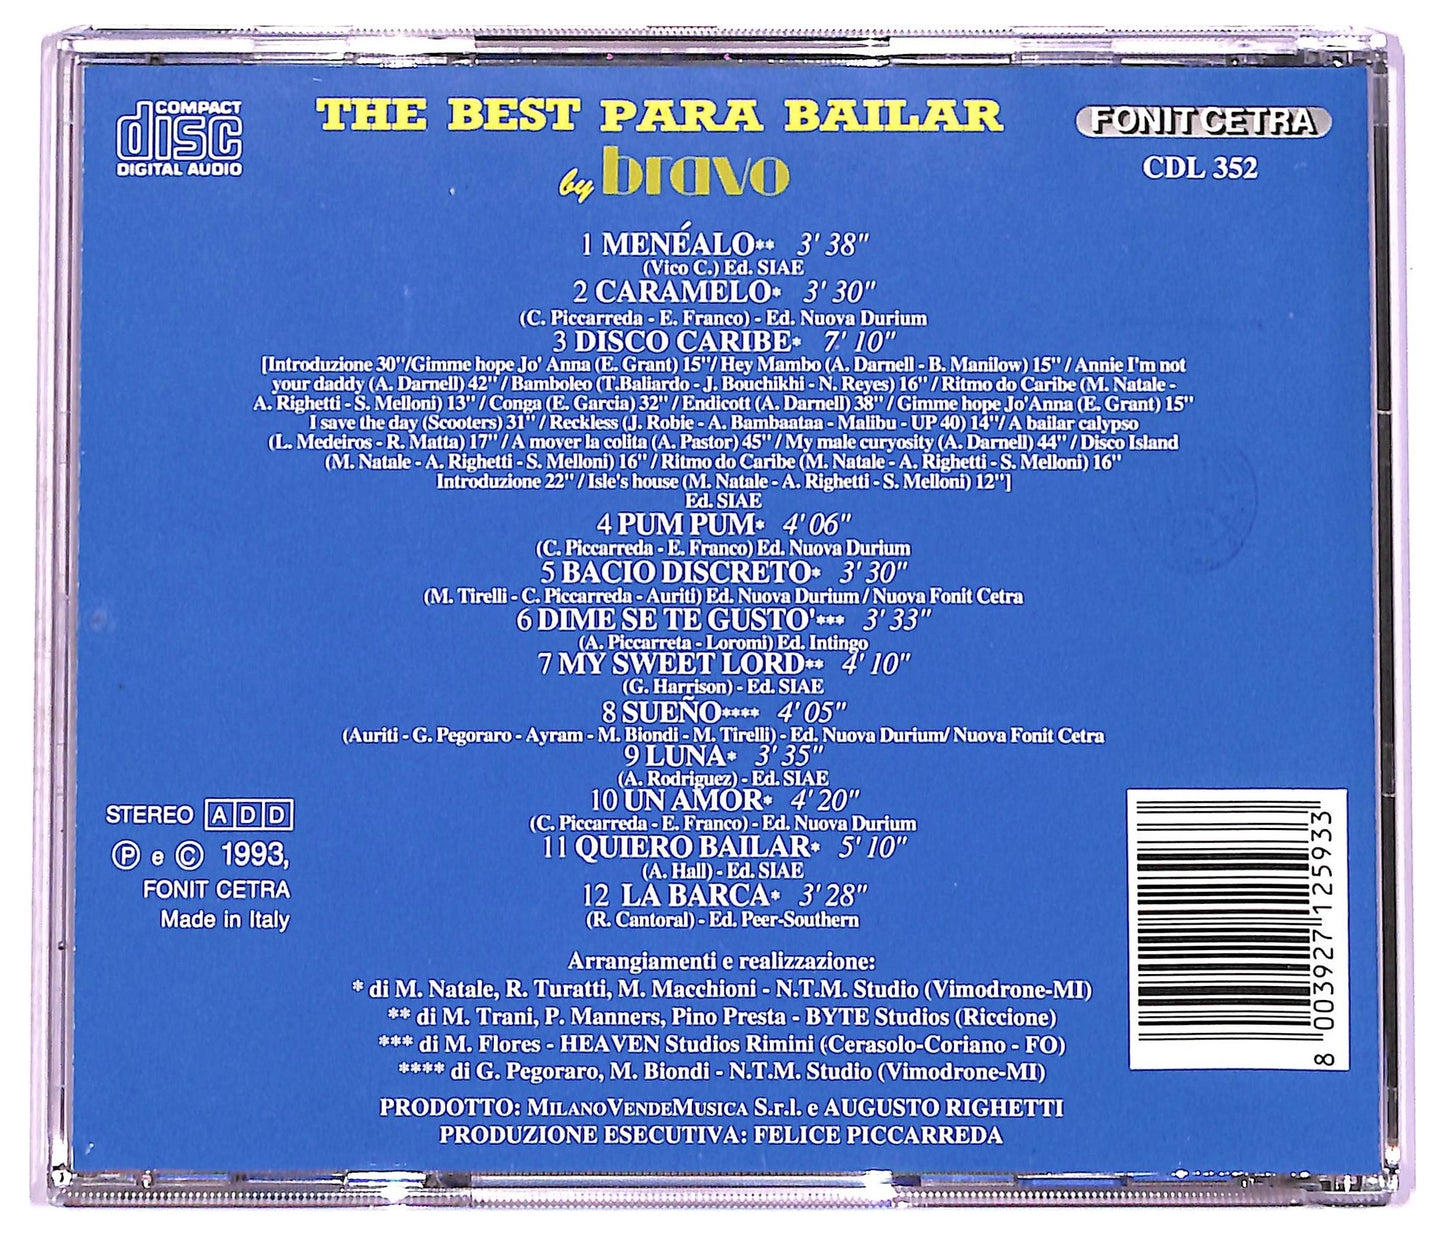 COMPACT
disc
DIGITAL AUDIO
THE BEST PARA BAILAR
by bravo
FONIT CETRA
CDL 352
1 MENÉALO** 3' 38"
(Vico C.) Ed. SIAE
2 CARAMELO* 3' 30"
(C. Piccarreda - E. Franco) - Ed. Nuova Durium
3 DISCO CARIBE* 7' 10"
[Introduzione 30"/Gimme hope Jo' Anna (E. Grant) 15"/ Hey Mambo (A. Darnell - B. Manilow) 15" / Annie I'm not
your daddy (A. Darnell) 42" / Bamboleo (T.Baliardo - J. Bouchikhi - N. Reyes) 16" / Ritmo do Caribe (M. Natale -
A. Righetti - S. Melloni) 13" / Conga (E. Garcia) 32" / Endicott (A. Darnell) 38" / Gimme hope Jo'Anna (E. Grant) 15"
I save the day (Scooters) 31" / Reckless (J. Robie - A. Bambaataa - Malibu - UP 40) 14" / A bailar calypso
(L. Medeiros - R. Matta) 17" / A mover la colita (A. Pastor) 45" / My male curyosity (A. Darnell) 44" / Disco Island
(M. Natale - A. Righetti - S. Melloni) 16" / Ritmo do Caribe (M. Natale - A. Righetti - S. Melloni) 16"
Introduzione 22" / Isle's house (M. Natale - A. Righetti - S. Melloni) 12"]
Ed. SIAE
4 PUM PUM* 4' 06"
(C. Piccarreda - E. Franco) Ed. Nuova Durium
5 BACIO DISCRETO* 3' 30"
(M. Tirelli - C. Piccarreda - Auriti) Ed. Nuova Durium / Nuova Fonit Cetra
6 DIME SE TE GUSTO'*** 3' 33"
(A. Piccarreta - Loromi) Ed. Intingo
7 MY SWEET LORD** 4' 10"
(G. Harrison) - Ed. SIAE
8 SUEÑO**** 4' 05"
(Auriti - G. Pegoraro - Ayram - M. Biondi - M. Tirelli) - Ed. Nuova Durium/ Nuova Fonit Cetra
9 LUNA* 3' 35"
(A. Rodriguez) - Ed. SIAE
10 UN AMOR* 4' 20"
(C. Piccarreda - E. Franco) - Ed. Nuova Durium
11 QUIERO BAILAR* 5' 10"
(A. Hall) - Ed. SIAE
12 LA BARCA* 3' 28"
(R. Cantoral) - Ed. Peer-Southern
STEREO ADD
Ⓟ e © 1993,
FONIT CETRA
Made in Italy
Arrangiamenti e realizzazione:
* di M. Natale, R. Turatti, M. Macchioni - N.T.M. Studio (Vimodrone-MI)
** di M. Trani, P. Manners, Pino Presta - BYTE Studios (Riccione)
*** di M. Flores - HEAVEN Studios Rimini (Cerasolo-Coriano - FO)
**** di G. Pegoraro, M. Biondi - N.T.M. Studio (Vimodrone-MI)
PRODOTTO: MILANOVENDEMUSICA S.r.l. e AUGUSTO RIGHETTI
PRODUZIONE ESECUTIVA: FELICE PICCARREDA
8 003927 125933